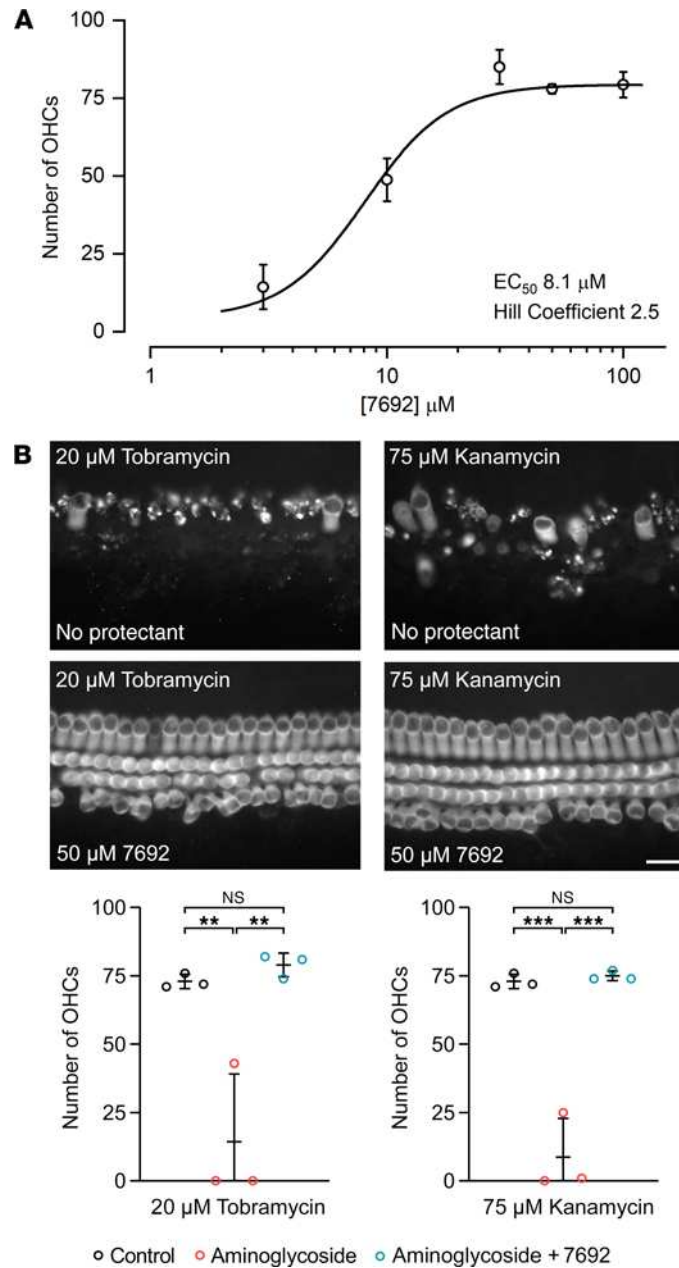 A
100
75
50
25
0
Number of OHCs
EC50 8.1 μM
Hill Coefficient 2.5
1 10 100
[7692] μM
B
20 μM Tobramycin
No protectant
75 μM Kanamycin
No protectant
20 μM Tobramycin
50 μM 7692
75 μM Kanamycin
50 μM 7692
NS
** **
100
75
50
25
0
Number of OHCs
20 μM Tobramycin
NS
*** ***
100
75
50
25
0
Number of OHCs
75 μM Kanamycin
Control Aminoglycoside Aminoglycoside + 7692